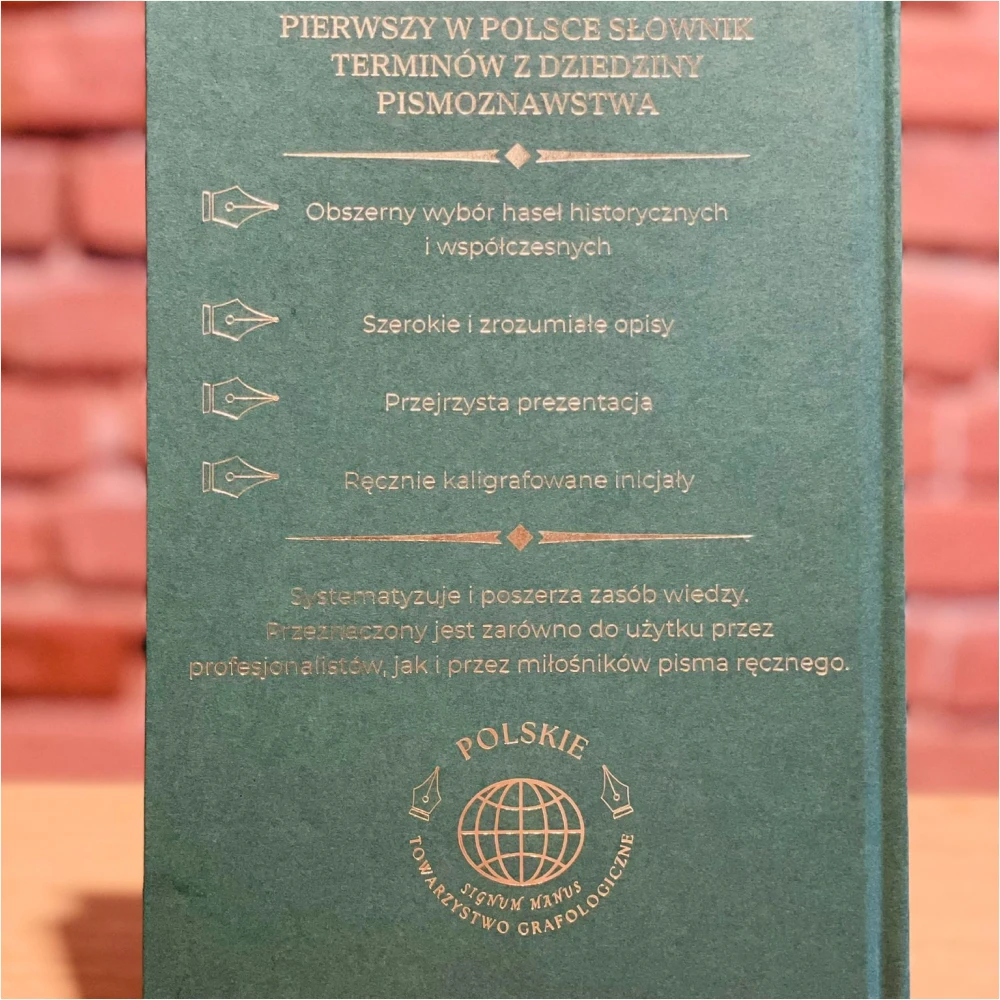 PIERWSZY W POLSCE SŁOWNIK
TERMINÓW Z DZIEDZINY
PISMOZNAWSTWA
Obszerny wybór haseł historycznych
i współczesnych
Szerokie i zrozumiałe opisy
Przejrzysta prezentacja
Ręcznie kaligrafowane inicjały
Systematyzuje i poszerza zasób wiedzy.
Przeznaczony jest zarówno do użytku przez
profesjonalistów, jak i przez miłośników pisma ręcznego.
POLSKIE
SIGNUM MANUS
TOWARZYSTWO GRAFOLOGICZNE